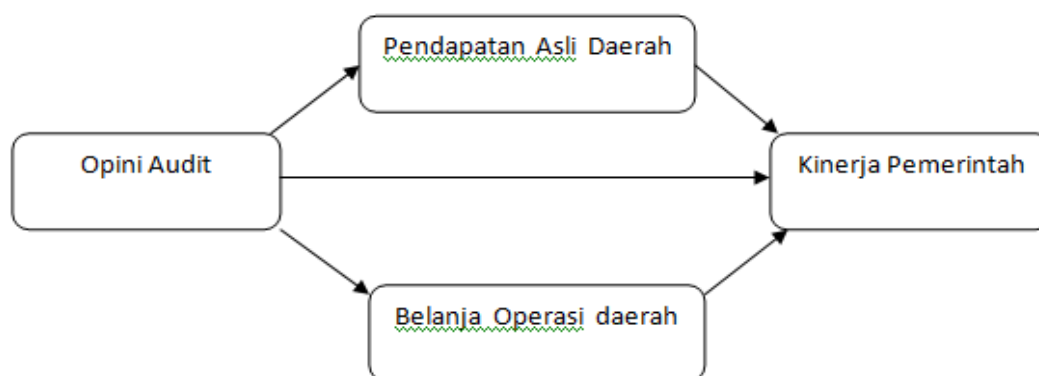 Pendapatan Asli Daerah
Opini Audit
Kinerja Pemerintah
Belanja Operasi daerah